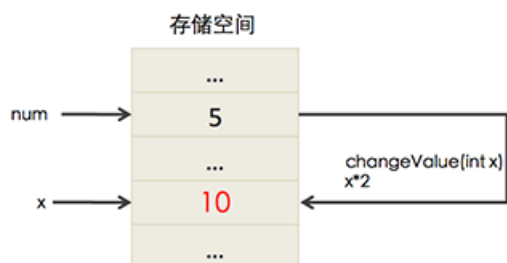 存储空间
...
num
5
...
changeValue(int x)
x*2
x
10
...